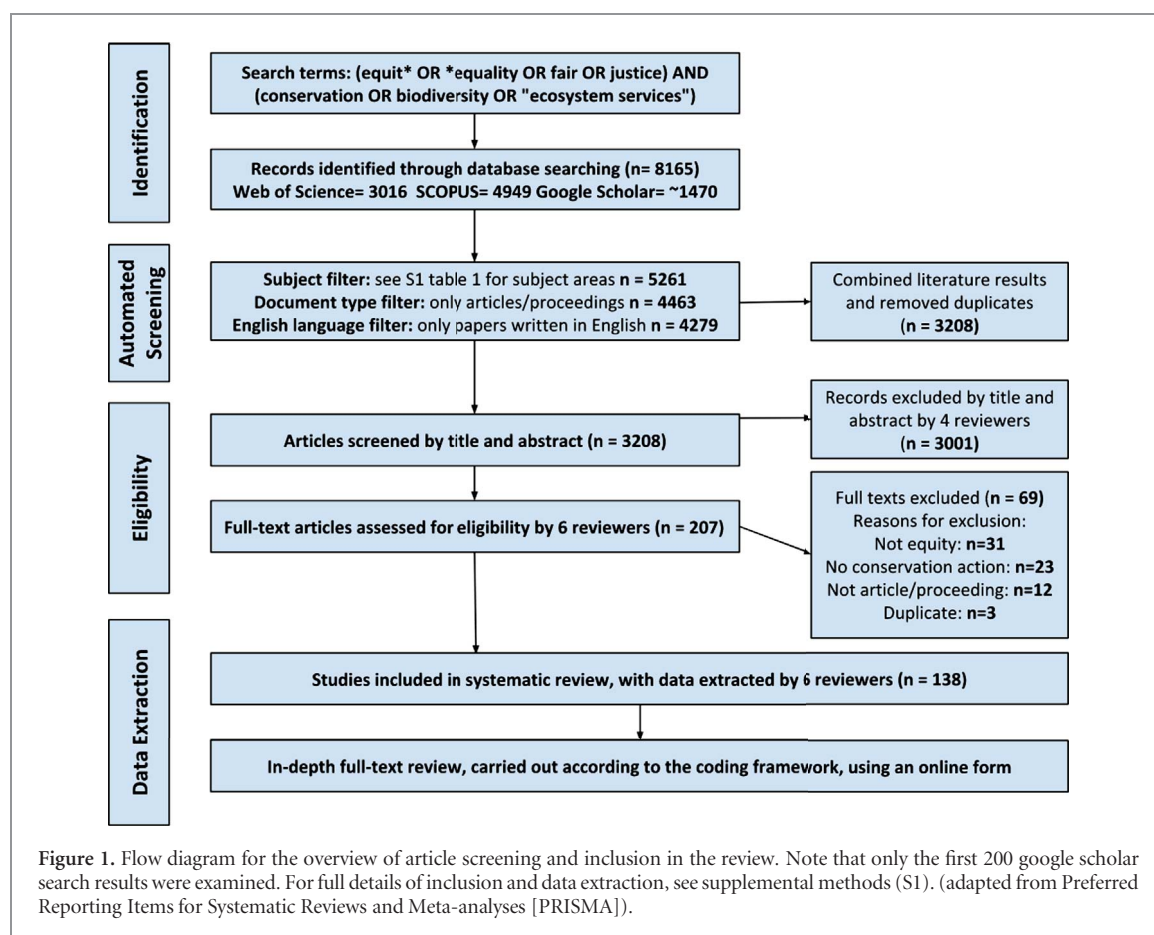 Identification
Search terms: (equit* OR *equality OR fair OR justice) AND
(conservation OR biodiversity OR "ecosystem services")
Records identified through database searching (n= 8165)
Web of Science= 3016 SCOPUS= 4949 Google Scholar= ~1470
Automated
Screening
Subject filter: see S1 table 1 for subject areas n = 5261
Document type filter: only articles/proceedings n = 4463
English language filter: only papers written in English n = 4279
Combined literature results
and removed duplicates
(n = 3208)
Eligibility
Articles screened by title and abstract (n = 3208)
Records excluded by title and
abstract by 4 reviewers
(n = 3001)
Full-text articles assessed for eligibility by 6 reviewers (n = 207)
Full texts excluded (n = 69)
Reasons for exclusion:
Not equity: n=31
No conservation action: n=23
Not article/proceeding: n=12
Duplicate: n=3
Data Extraction
Studies included in systematic review, with data extracted by 6 reviewers (n = 138)
In-depth full-text review, carried out according to the coding framework, using an online form
Figure 1. Flow diagram for the overview of article screening and inclusion in the review. Note that only the first 200 google scholar
search results were examined. For full details of inclusion and data extraction, see supplemental methods (S1). (adapted from Preferred
Reporting Items for Systematic Reviews and Meta-analyses [PRISMA]).